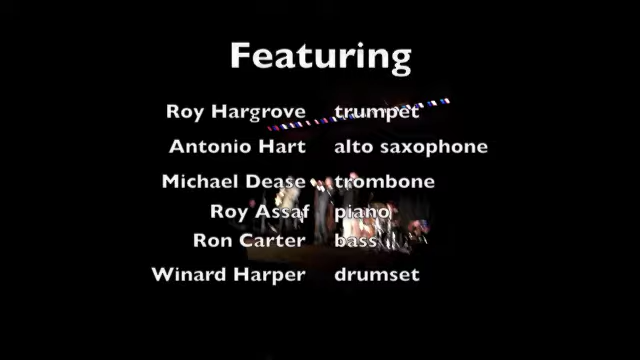 Featuring
Roy Hargrove trumpet
Antonio Hart alto saxophone
Michael Dease trombone
Roy Assaf piano
Ron Carter bass
Winard Harper drumset